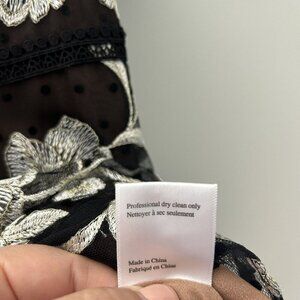 Professional dry clean only
Nettoyer à sec seulement
Made in China
Fabriqué en Chine